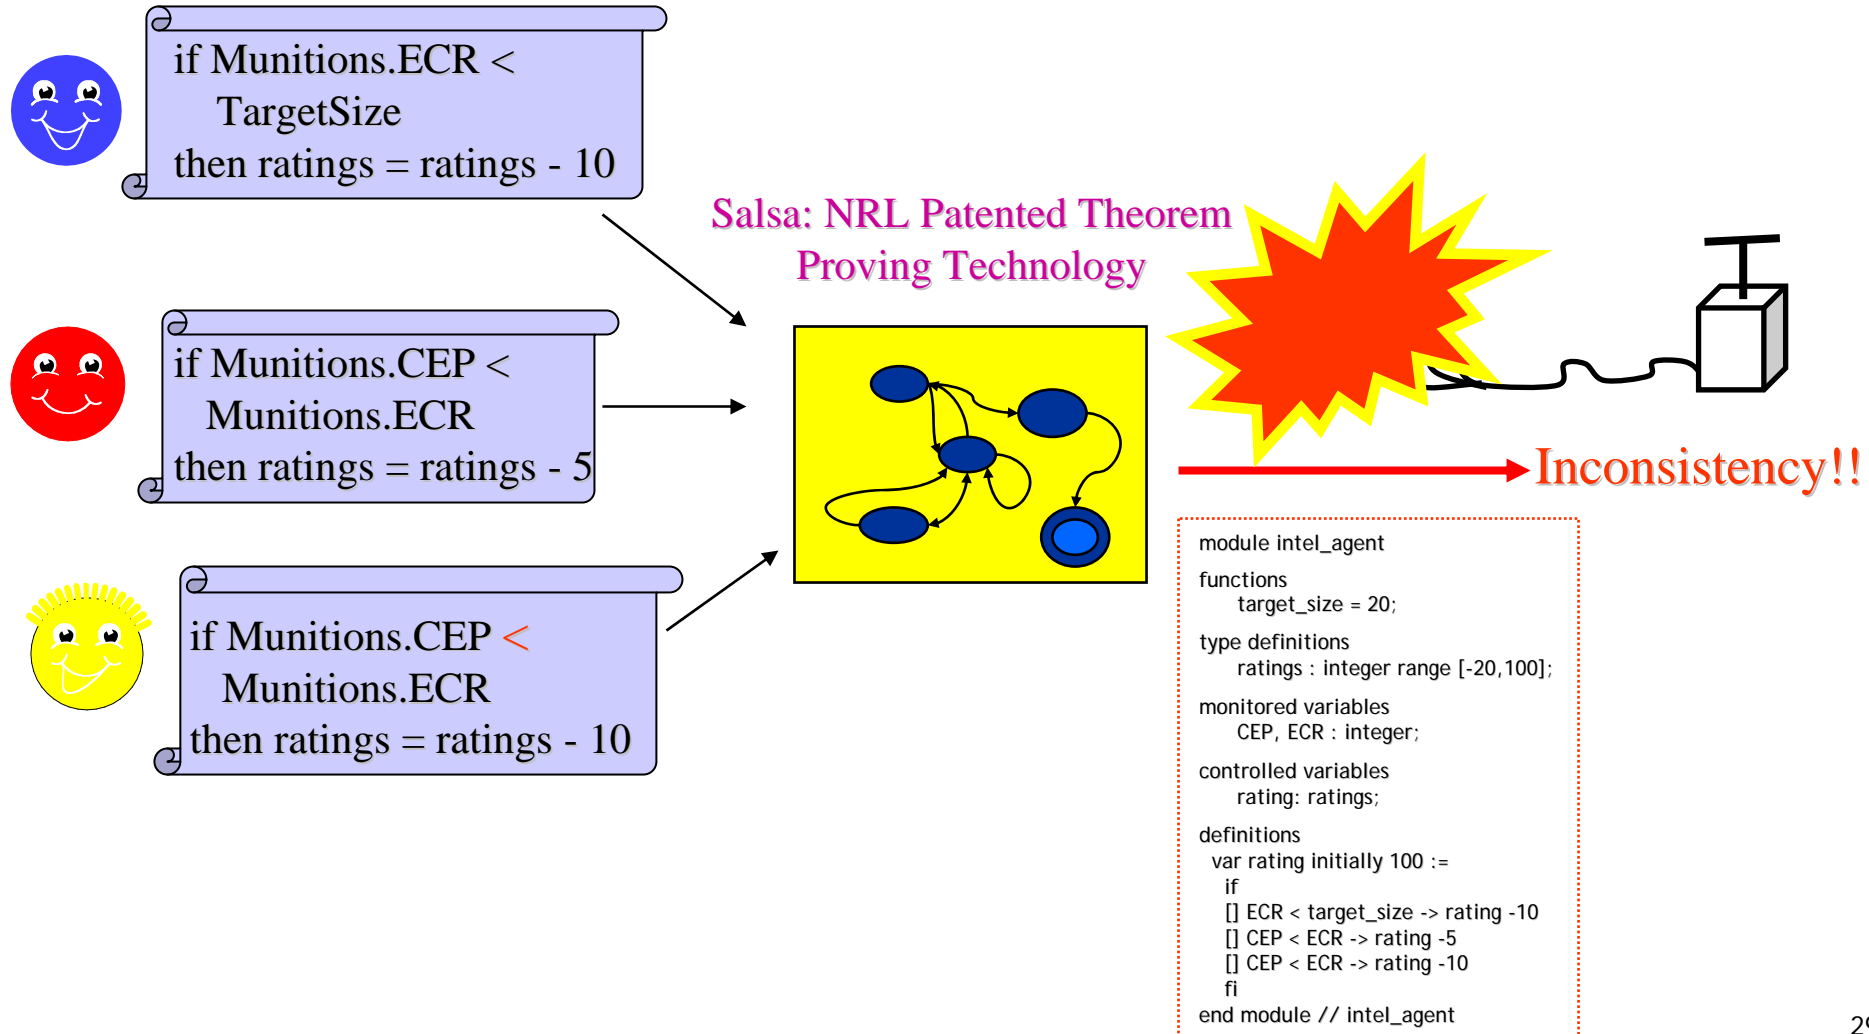 if Munitions.ECR <
TargetSize
then ratings = ratings - 10
Salsa: NRL Patented Theorem
Proving Technology
if Munitions.CEP <
Munitions.ECR
then ratings = ratings - 5
Inconsistency!!
if Munitions.CEP <
Munitions.ECR
then ratings = ratings - 10
module intel_agent
functions
target_size = 20;
type definitions
ratings : integer range [-20,100];
monitored variables
CEP, ECR : integer;
controlled variables
rating: ratings;
definitions
var rating initially 100 :=
if
[] ECR < target_size -> rating -10
[] CEP < ECR -> rating -5
[] CEP < ECR -> rating -10
fi
end module // intel_agent